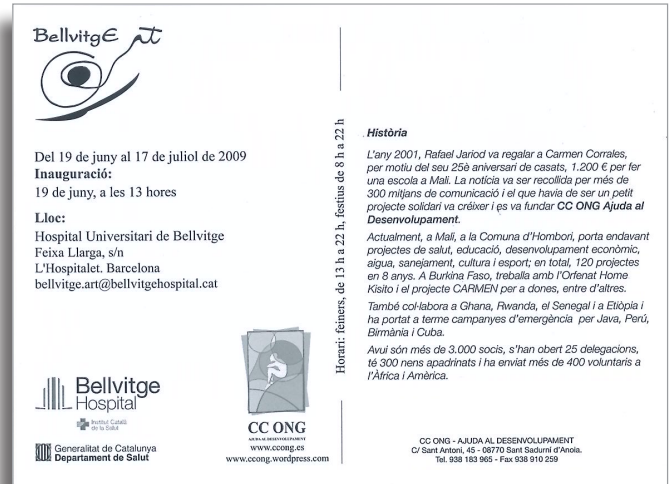 BellvitgE art
Del 19 de juny al 17 de juliol de 2009
Inauguració:
19 de juny, a les 13 hores
Lloc:
Hospital Universitari de Bellvitge
Feixa Llarga, s/n
L'Hospitalet. Barcelona
bellvitge.art@bellvitgehospital.cat
Bellvitge
Hospital
Institut Català
de la Salut
Generalitat de Catalunya
Departament de Salut
CC ONG
AJUDA AL DESENVOLUPAMENT
www.ccong.es
www.ccong.wordpress.com
Horari: feiners, de 13 h a 22 h, festius de 8 h a 22 h
Història
L'any 2001, Rafael Jariod va regalar a Carmen Corrales,
per motiu del seu 25è aniversari de casats, 1.200 € per fer
una escola a Mali. La notícia va ser recollida per més de
300 mitjans de comunicació i el que havia de ser un petit
projecte solidari va créixer i es va fundar CC ONG Ajuda al
Desenvolupament.
Actualment, a Mali, a la Comuna d'Hombori, porta endavant
projectes de salut, educació, desenvolupament econòmic,
aigua, sanejament, cultura i esport; en total, 120 projectes
en 8 anys. A Burkina Faso, treballa amb l'Orfenat Home
Kisito i el projecte CARMEN per a dones, entre d'altres.
També col·labora a Ghana, Rwanda, el Senegal i a Etiòpia i
ha portat a terme campanyes d'emergència per Java, Perú,
Birmània i Cuba.
Avui són més de 3.000 socis, s'han obert 25 delegacions,
té 300 nens apadrinats i ha enviat més de 400 voluntaris a
l'Àfrica i Amèrica.
CC ONG - AJUDA AL DESENVOLUPAMENT
C/ Sant Antoni, 45 - 08770 Sant Sadurní d'Anoia.
Tel. 938 183 965 - Fax 938 910 259